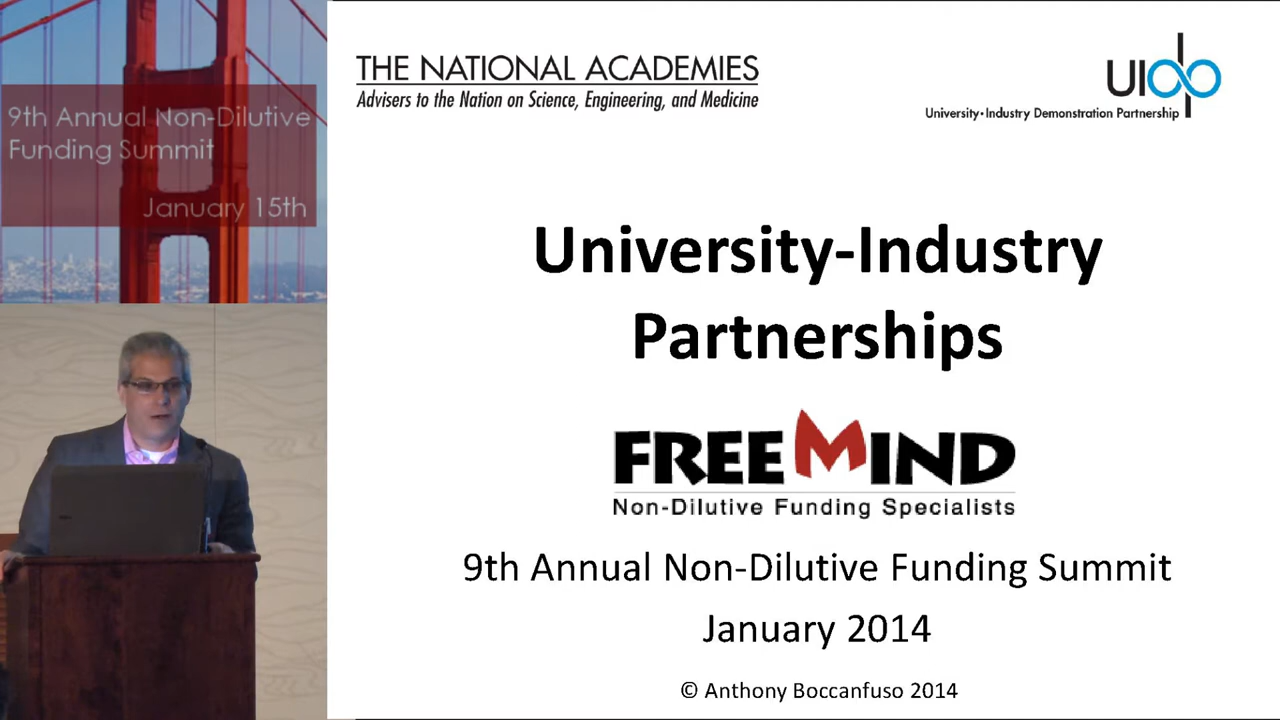 9th Annual Non-Dilutive
Funding Summit
January 15th
THE NATIONAL ACADEMIES
Advisers to the Nation on Science, Engineering, and Medicine
UIDP
University•Industry Demonstration Partnership
University-Industry
Partnerships
FREEMIND
Non-Dilutive Funding Specialists
9th Annual Non-Dilutive Funding Summit
January 2014
© Anthony Boccanfuso 2014